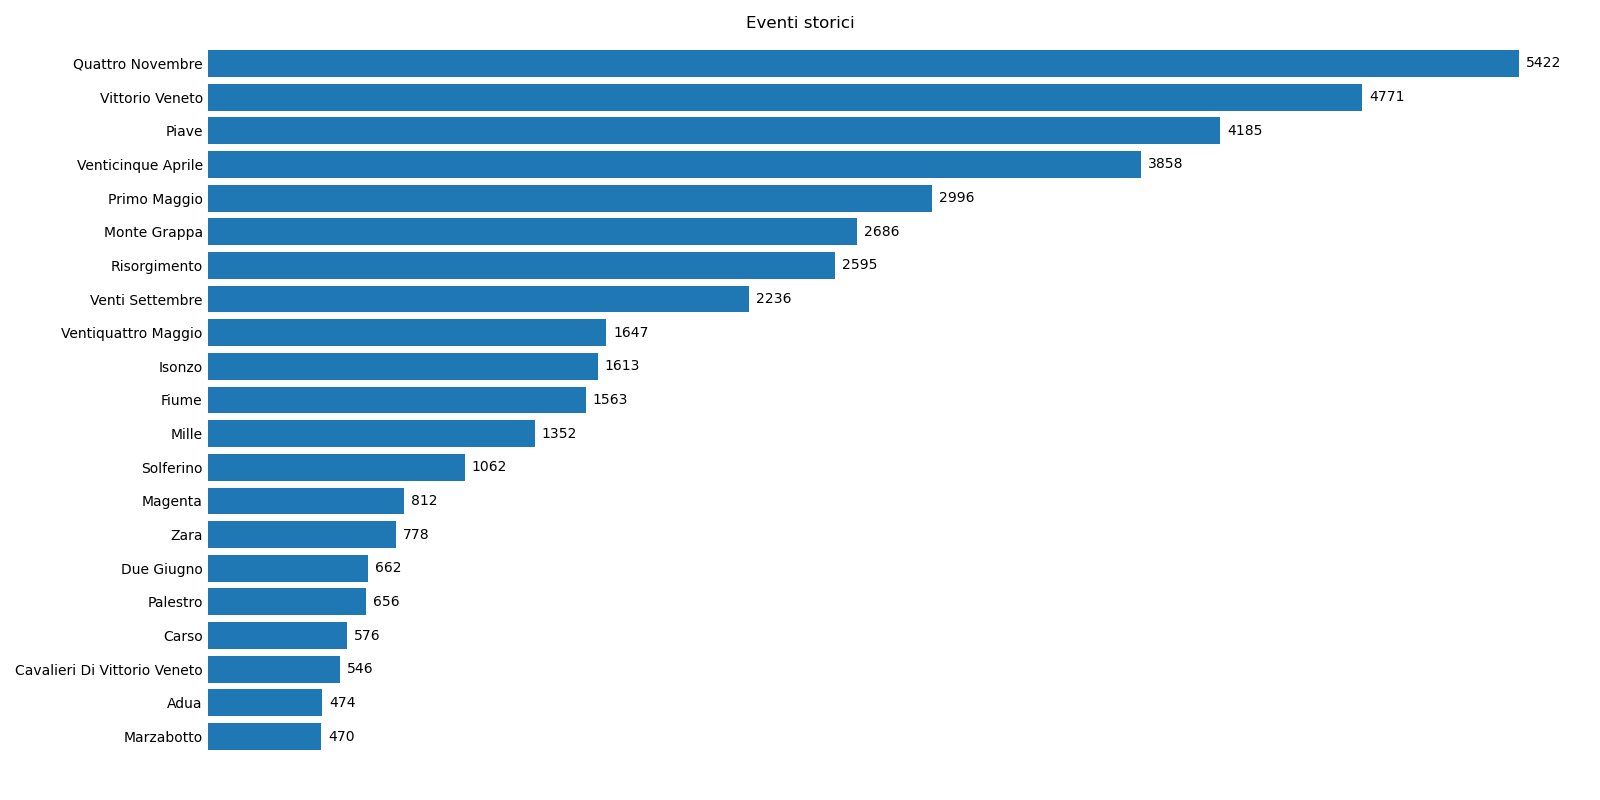 Eventi storici
Quattro Novembre 5422
Vittorio Veneto 4771
Piave 4185
Venticinque Aprile 3858
Primo Maggio 2996
Monte Grappa 2686
Risorgimento 2595
Venti Settembre 2236
Ventiquattro Maggio 1647
Isonzo 1613
Fiume 1563
Mille 1352
Solferino 1062
Magenta 812
Zara 778
Due Giugno 662
Palestro 656
Carso 576
Cavalieri Di Vittorio Veneto 546
Adua 474
Marzabotto 470